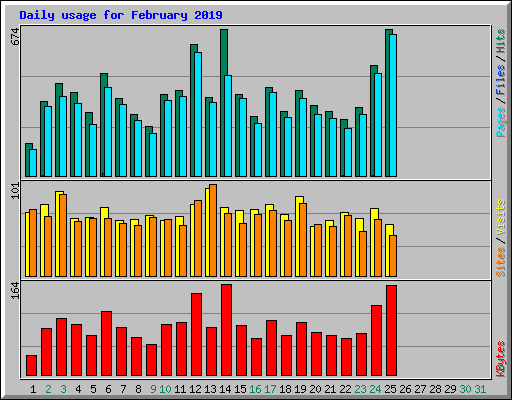 Daily usage for February 2019
674
Pages / Files / Hits
101
Sites / Visits
164
KBytes
1 2 3 4 5 6 7 8 9 10 11 12 13 14 15 16 17 18 19 20 21 22 23 24 25 26 27 28 29 30 31